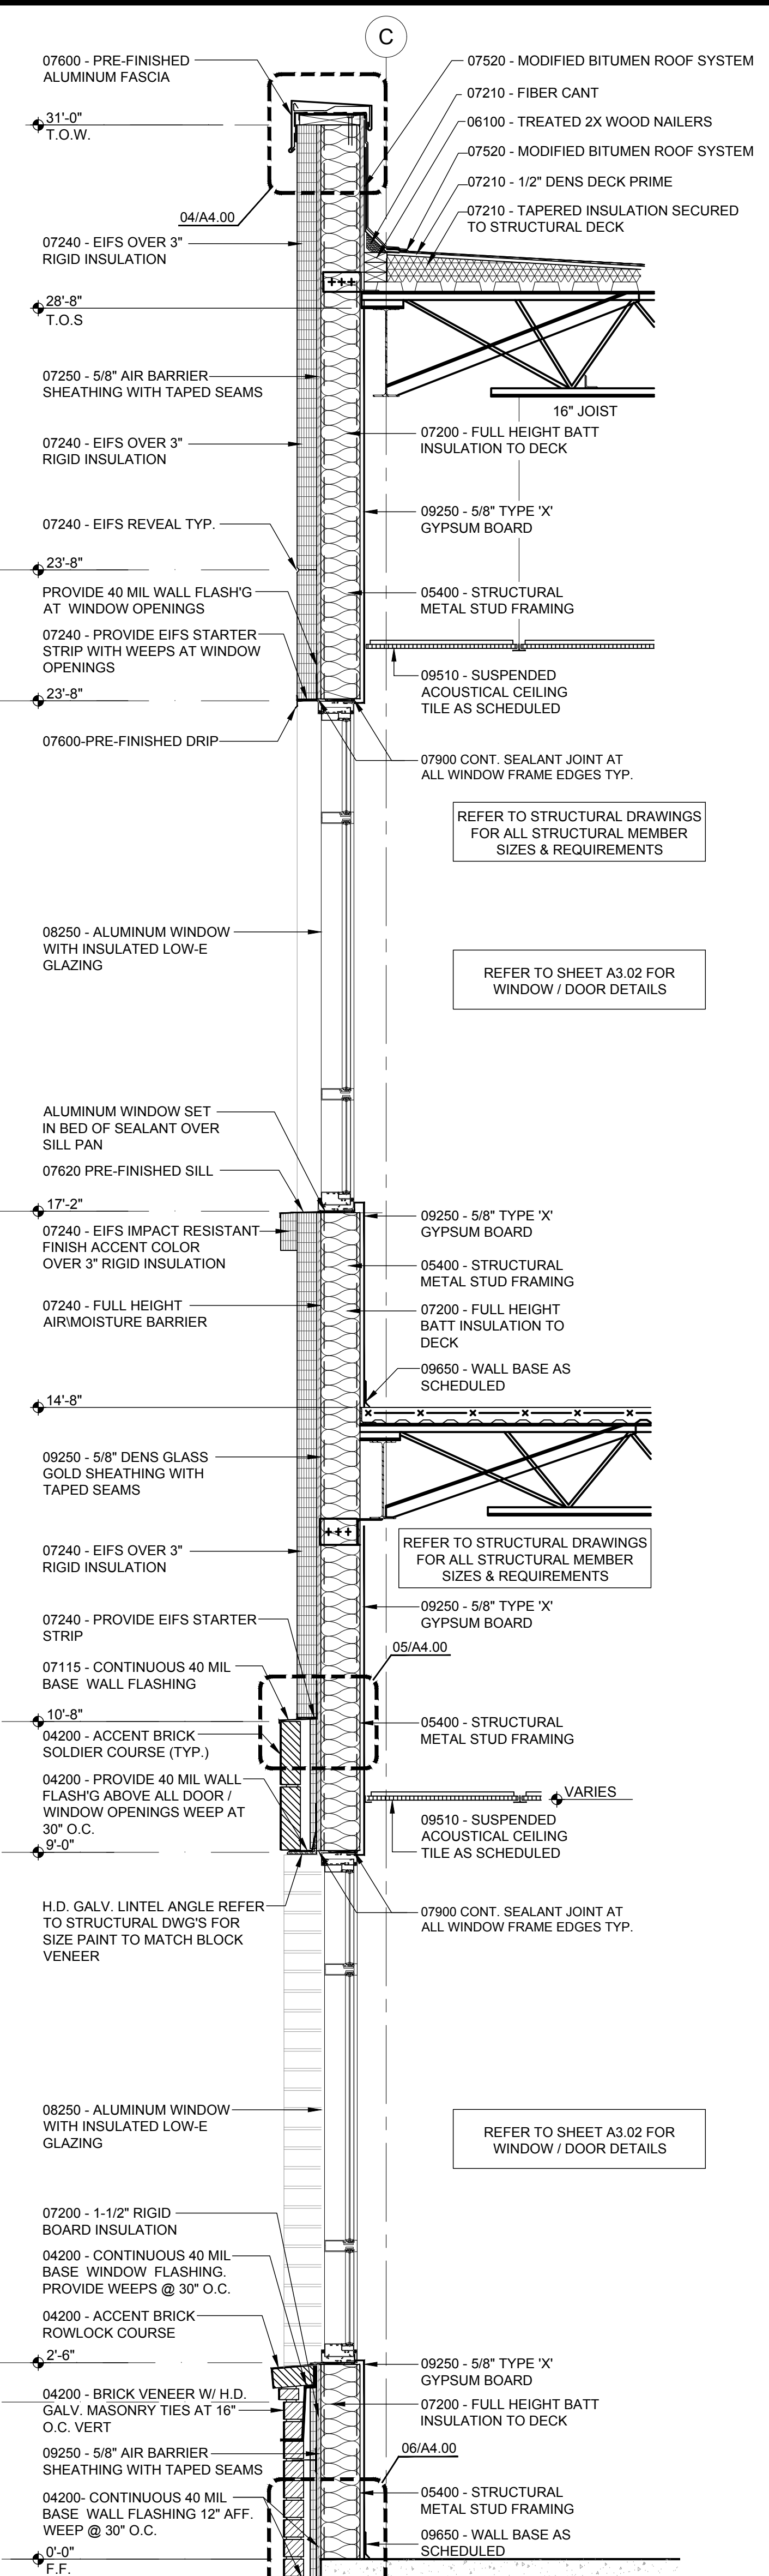 C
07600 - PRE-FINISHED
ALUMINUM FASCIA
07520 - MODIFIED BITUMEN ROOF SYSTEM
07210 - FIBER CANT
31'-0"
T.O.W.
06100 - TREATED 2X WOOD NAILERS
07520 - MODIFIED BITUMEN ROOF SYSTEM
07210 - 1/2" DENS DECK PRIME
07210 - TAPERED INSULATION SECURED
TO STRUCTURAL DECK
04/A4.00
07240 - EIFS OVER 3"
RIGID INSULATION
28'-8"
T.O.S
07250 - 5/8" AIR BARRIER
SHEATHING WITH TAPED SEAMS
16" JOIST
07240 - EIFS OVER 3"
RIGID INSULATION
07200 - FULL HEIGHT BATT
INSULATION TO DECK
09250 - 5/8" TYPE 'X'
GYPSUM BOARD
07240 - EIFS REVEAL TYP.
23'-8"
PROVIDE 40 MIL WALL FLASH'G
AT WINDOW OPENINGS
05400 - STRUCTURAL
METAL STUD FRAMING
07240 - PROVIDE EIFS STARTER
STRIP WITH WEEPS AT WINDOW
OPENINGS
09510 - SUSPENDED
ACOUSTICAL CEILING
TILE AS SCHEDULED
23'-8"
07600-PRE-FINISHED DRIP
07900 CONT. SEALANT JOINT AT
ALL WINDOW FRAME EDGES TYP.
REFER TO STRUCTURAL DRAWINGS
FOR ALL STRUCTURAL MEMBER
SIZES & REQUIREMENTS
08250 - ALUMINUM WINDOW
WITH INSULATED LOW-E
GLAZING
REFER TO SHEET A3.02 FOR
WINDOW / DOOR DETAILS
ALUMINUM WINDOW SET
IN BED OF SEALANT OVER
SILL PAN
07620 PRE-FINISHED SILL
17'-2"
07240 - EIFS IMPACT RESISTANT
FINISH ACCENT COLOR
OVER 3" RIGID INSULATION
09250 - 5/8" TYPE 'X'
GYPSUM BOARD
05400 - STRUCTURAL
METAL STUD FRAMING
07240 - FULL HEIGHT
AIR\MOISTURE BARRIER
07200 - FULL HEIGHT
BATT INSULATION TO
DECK
09650 - WALL BASE AS
SCHEDULED
14'-8"
09250 - 5/8" DENS GLASS
GOLD SHEATHING WITH
TAPED SEAMS
07240 - EIFS OVER 3"
RIGID INSULATION
REFER TO STRUCTURAL DRAWINGS
FOR ALL STRUCTURAL MEMBER
SIZES & REQUIREMENTS
09250 - 5/8" TYPE 'X'
GYPSUM BOARD
07240 - PROVIDE EIFS STARTER
STRIP
05/A4.00
07115 - CONTINUOUS 40 MIL
BASE WALL FLASHING
10'-8"
04200 - ACCENT BRICK
SOLDIER COURSE (TYP.)
05400 - STRUCTURAL
METAL STUD FRAMING
04200 - PROVIDE 40 MIL WALL
FLASH'G ABOVE ALL DOOR /
WINDOW OPENINGS WEEP AT
30" O.C.
VARIES
09510 - SUSPENDED
ACOUSTICAL CEILING
TILE AS SCHEDULED
9'-0"
H.D. GALV. LINTEL ANGLE REFER
TO STRUCTURAL DWG'S FOR
SIZE PAINT TO MATCH BLOCK
VENEER
07900 CONT. SEALANT JOINT AT
ALL WINDOW FRAME EDGES TYP.
08250 - ALUMINUM WINDOW
WITH INSULATED LOW-E
GLAZING
REFER TO SHEET A3.02 FOR
WINDOW / DOOR DETAILS
07200 - 1-1/2" RIGID
BOARD INSULATION
04200 - CONTINUOUS 40 MIL
BASE WINDOW FLASHING.
PROVIDE WEEPS @ 30" O.C.
04200 - ACCENT BRICK
ROWLOCK COURSE
2'-6"
09250 - 5/8" TYPE 'X'
GYPSUM BOARD
04200 - BRICK VENEER W/ H.D.
GALV. MASONRY TIES AT 16"
O.C. VERT
07200 - FULL HEIGHT BATT
INSULATION TO DECK
09250 - 5/8" AIR BARRIER
SHEATHING WITH TAPED SEAMS
06/A4.00
04200- CONTINUOUS 40 MIL
BASE WALL FLASHING 12" AFF.
WEEP @ 30" O.C.
05400 - STRUCTURAL
METAL STUD FRAMING
09650 - WALL BASE AS
SCHEDULED
0'-0"
F.F.